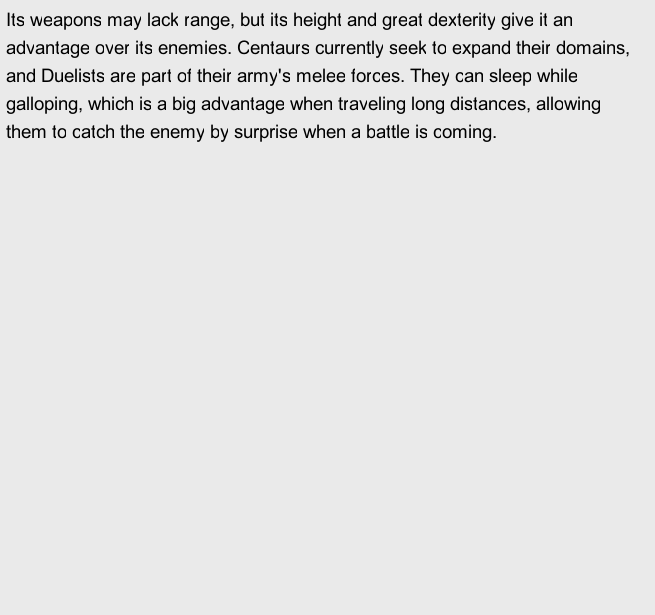 Its weapons may lack range, but its height and great dexterity give it an
advantage over its enemies. Centaurs currently seek to expand their domains,
and Duelists are part of their army's melee forces. They can sleep while
galloping, which is a big advantage when traveling long distances, allowing
them to catch the enemy by surprise when a battle is coming.